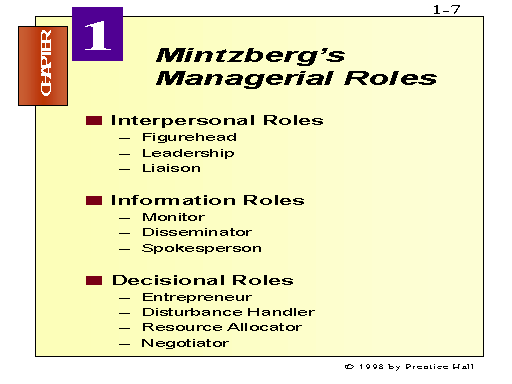 1-7
CHAPTER
1
Mintzberg's
Managerial Roles
Interpersonal Roles
– Figurehead
– Leadership
– Liaison
Information Roles
– Monitor
– Disseminator
– Spokesperson
Decisional Roles
– Entrepreneur
– Disturbance Handler
– Resource Allocator
– Negotiator
© 1998 by Prentice Hall